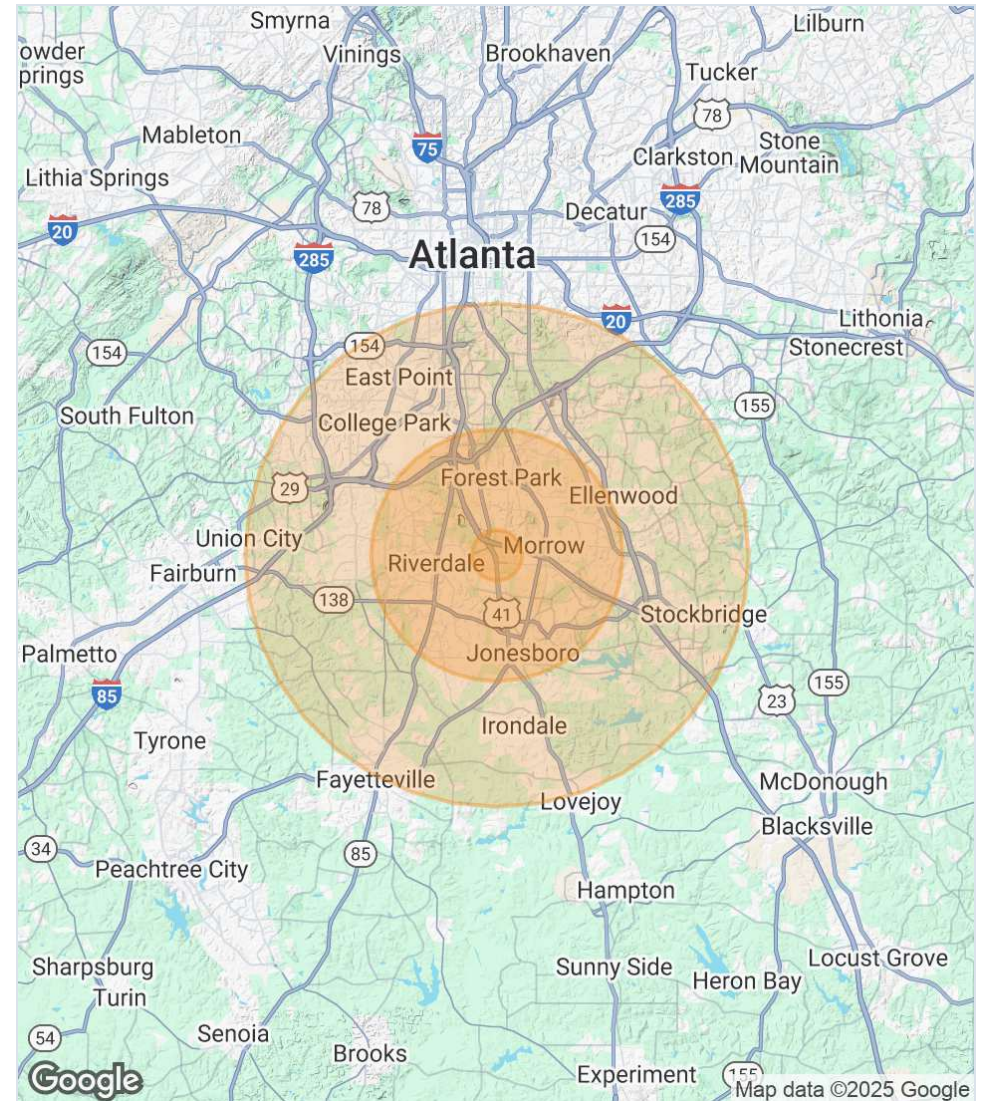 Smyrna
Lilburn
owder
prings
Vinings
Brookhaven
Tucker
78
Mableton
75
Stone
Mountain
Clarkston
Lithia Springs
285
78
Decatur
20
154
285
Atlanta
20
Lithonia
154
154
Stonecrest
East Point
155
South Fulton
College Park
Forest Park
29
Ellenwood
Union City
Morrow
Riverdale
Fairburn
138
41
Stockbridge
Palmetto
Jonesboro
85
155
23
Tyrone
Irondale
Fayetteville
McDonough
Lovejoy
Blacksville
34
85
Peachtree City
Hampton
Sharpsburg
Sunny Side
Locust Grove
Heron Bay
Turin
Senoia
54
Brooks
Google
Experiment
155
Map data ©2025 Google